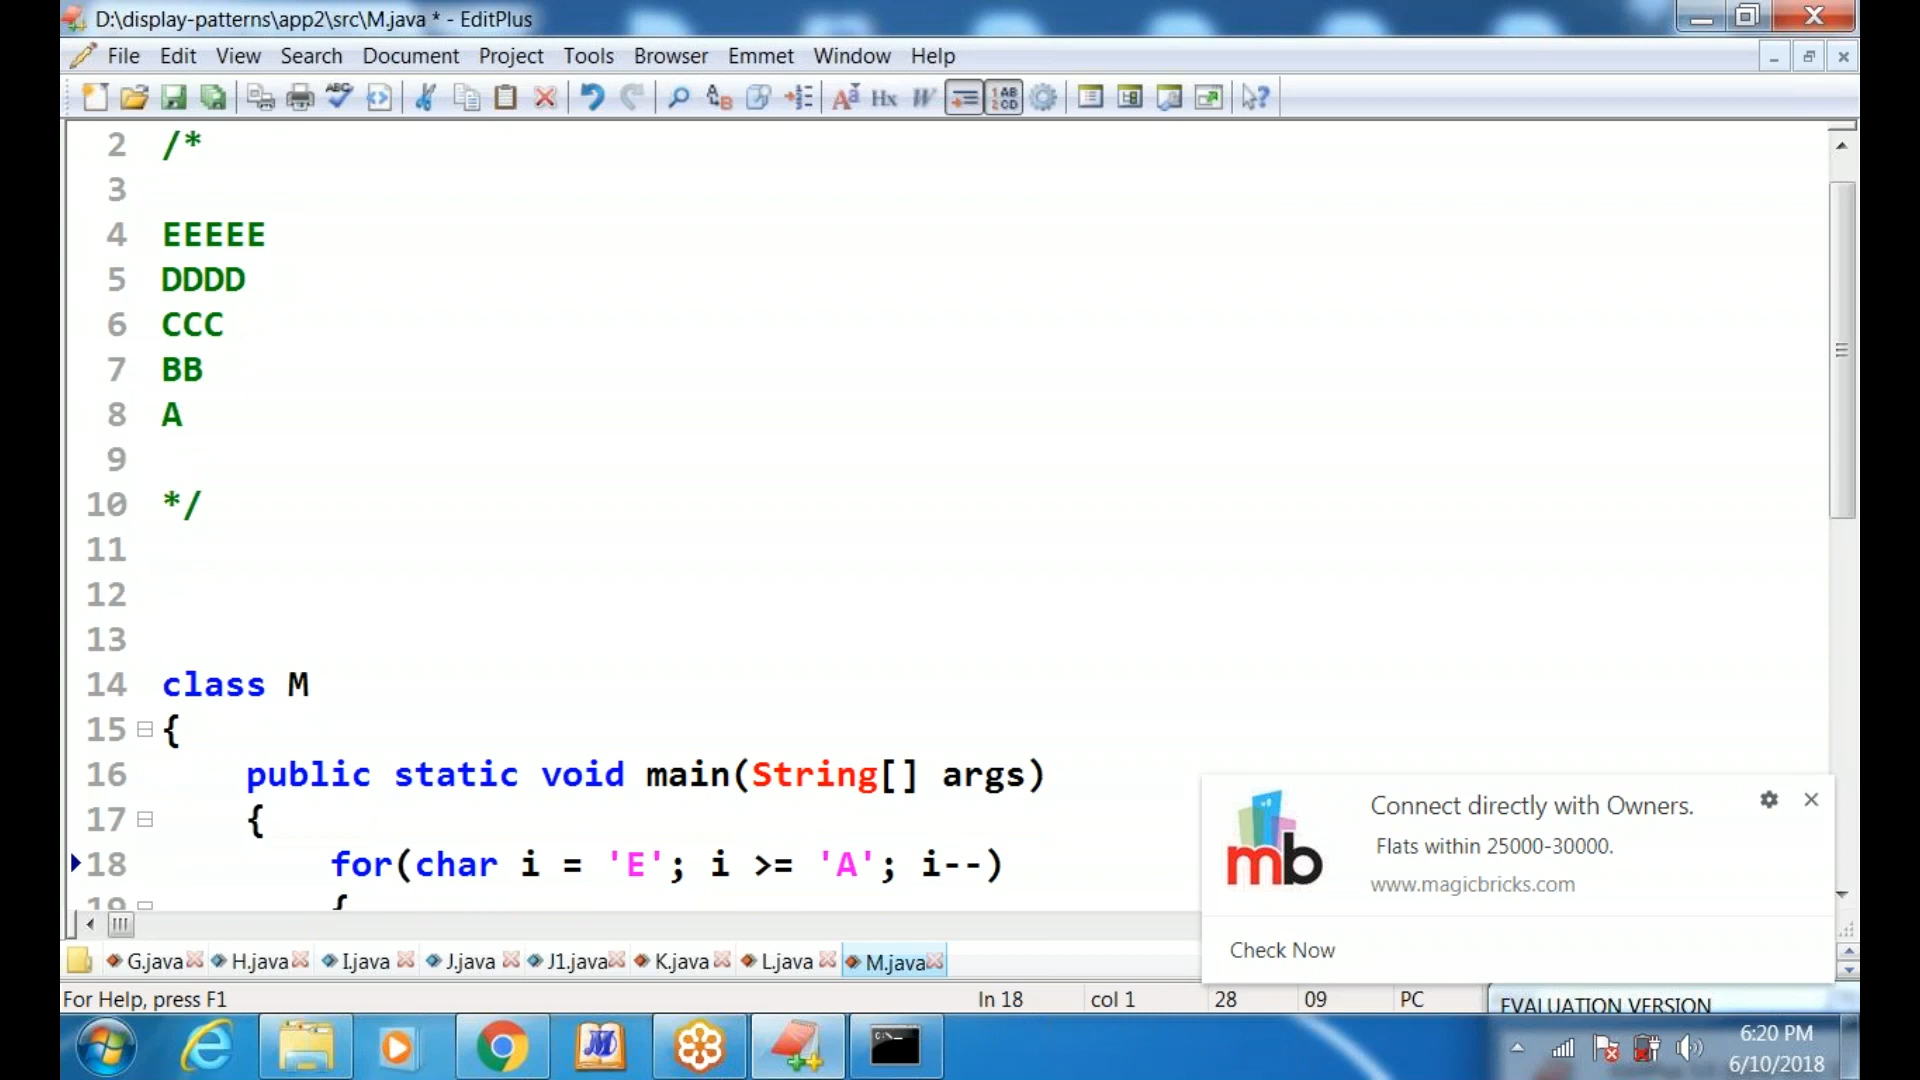 D:\display-patterns\app2\src\M.java * - EditPlus
File Edit View Search Document Project Tools Browser Emmet Window Help
2 /*
3
4 EEEEE
5 DDDD
6 CCC
7 BB
8 A
9
10 */
11
12
13
14 class M
15 {
16 public static void main(String[] args)
17 {
18 for(char i = 'E'; i >= 'A'; i--)
19 {
mb
Connect directly with Owners.
Flats within 25000-30000.
www.magicbricks.com
Check Now
G.java H.java I.java J.java J1.java K.java L.java M.java
For Help, press F1 ln 18 col 1 28 09 PC EVALUATION VERSION
6:20 PM
6/10/2018